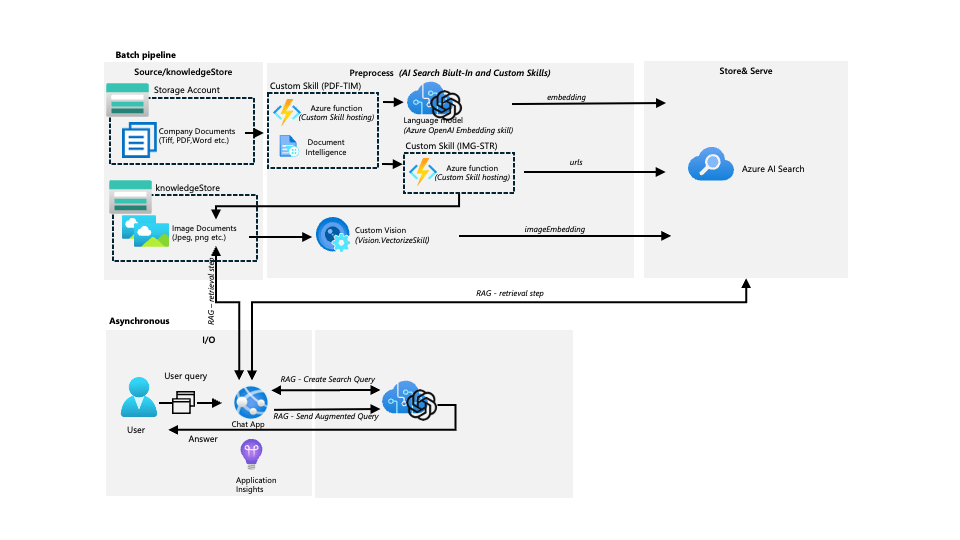 Batch pipeline
Source/knowledgeStore
Preprocess (AI Search Biult-In and Custom Skills)
Store& Serve
Storage Account
Company Documents
(Tiff, PDF,Word etc.)
Custom Skill (PDF-TIM)
Azure function
(Custom Skill hosting)
Document
Intelligence
Language model
(Azure OpenAI Embedding skill)
embedding
Custom Skill (IMG-STR)
Azure function
(Custom Skill hosting)
urls
Azure AI Search
knowledgeStore
Image Documents
(Jpeg, png etc.)
Custom Vision
(Vision.VectorizeSkill)
imageEmbedding
RAG – retrieval step
RAG - retrieval step
Asynchronous
I/O
User query
User
Answer
Chat App
RAG - Create Search Query
RAG - Send Augmented Query
Application
Insights